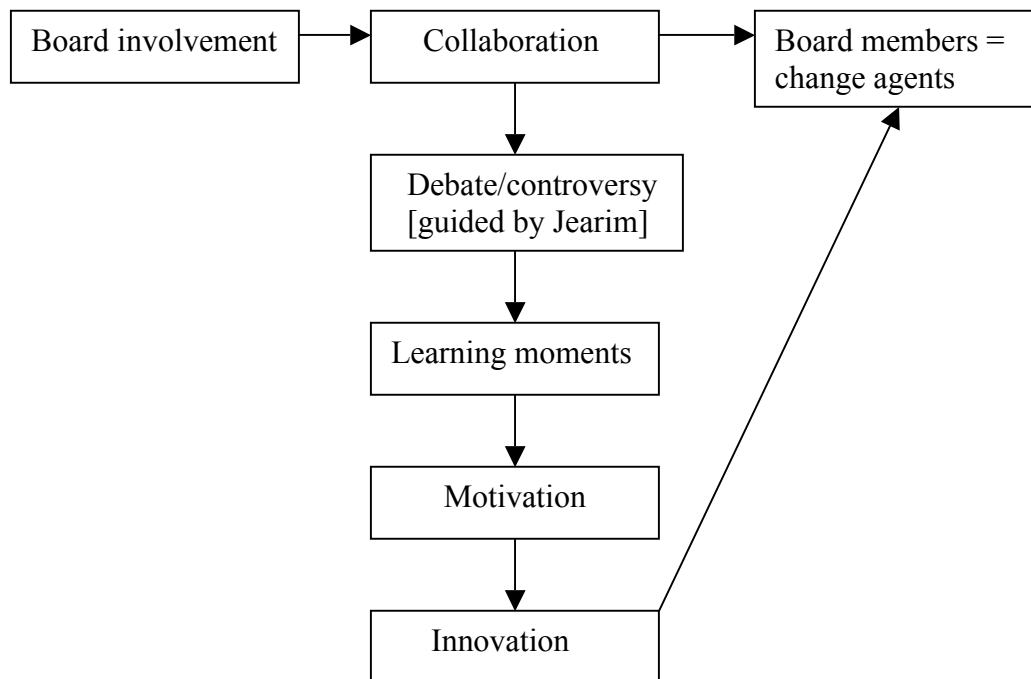 Board involvement
Collaboration
Board members =
change agents
Debate/controversy
[guided by Jearim]
Learning moments
Motivation
Innovation